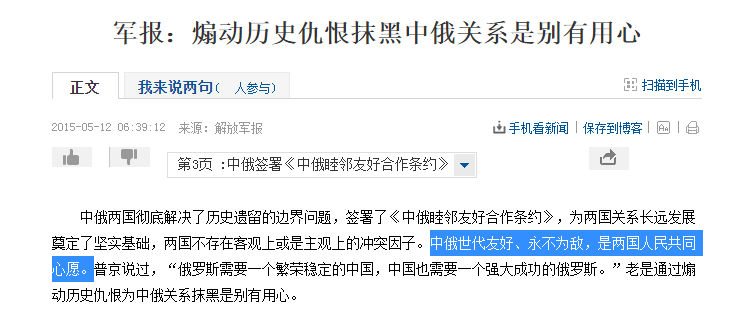 军报：煽动历史仇恨抹黑中俄关系是别有用心
正文 我来说两句( 人参与) 扫描到手机
2015-05-12 06:39:12 来源：解放军报 手机看新闻 保存到博客 Aa
第3页 :中俄签署《中俄睦邻友好合作条约》
中俄两国彻底解决了历史遗留的边界问题，签署了《中俄睦邻友好合作条约》，为两国关系长远发展
奠定了坚实基础，两国不存在客观上或是主观上的冲突因子。中俄世代友好、永不为敌，是两国人民共同
心愿。普京说过，“俄罗斯需要一个繁荣稳定的中国，中国也需要一个强大成功的俄罗斯。”老是通过煽
动历史仇恨为中俄关系抹黑是别有用心。